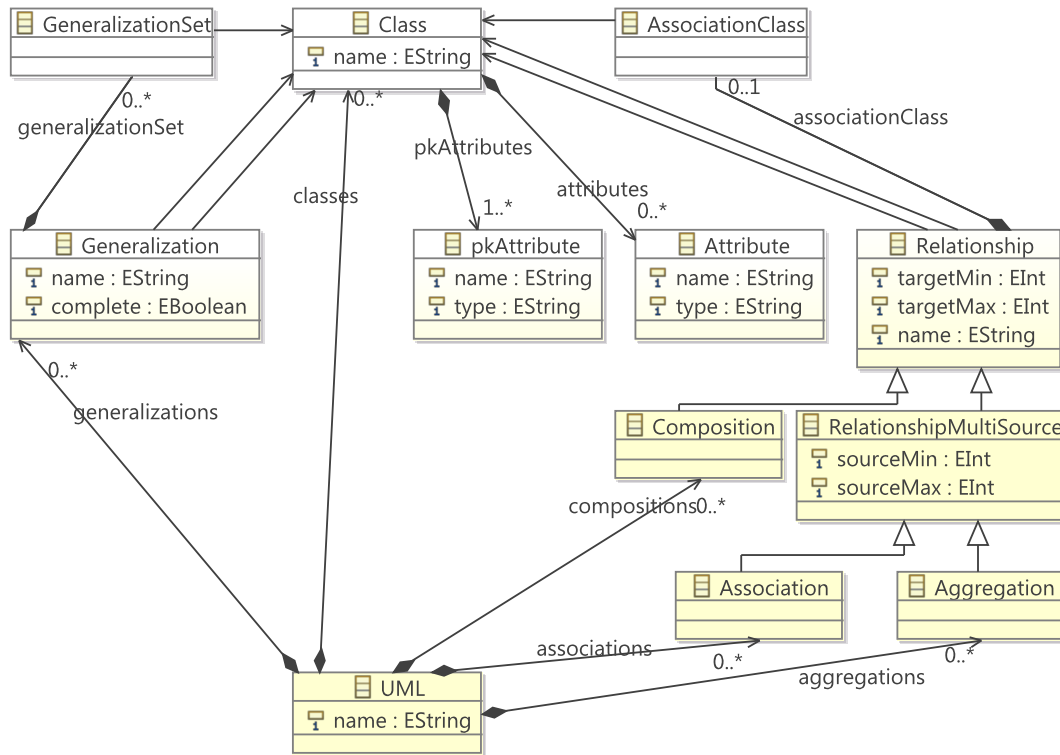 GeneralizationSet
Class
name : EString
AssociationClass
0..*
generalizationSet
0..*
0..1
associationClass
pkAttributes
classes
attributes
1..*
0..*
Generalization
name : EString
complete : EBoolean
pkAttribute
name : EString
type : EString
Attribute
name : EString
type : EString
Relationship
targetMin : EInt
targetMax : EInt
name : EString
0..*
generalizations
Composition
RelationshipMultiSource
sourceMin : EInt
sourceMax : EInt
compositions
0..*
Association
Aggregation
associations
0..*
0..*
aggregations
UML
name : EString